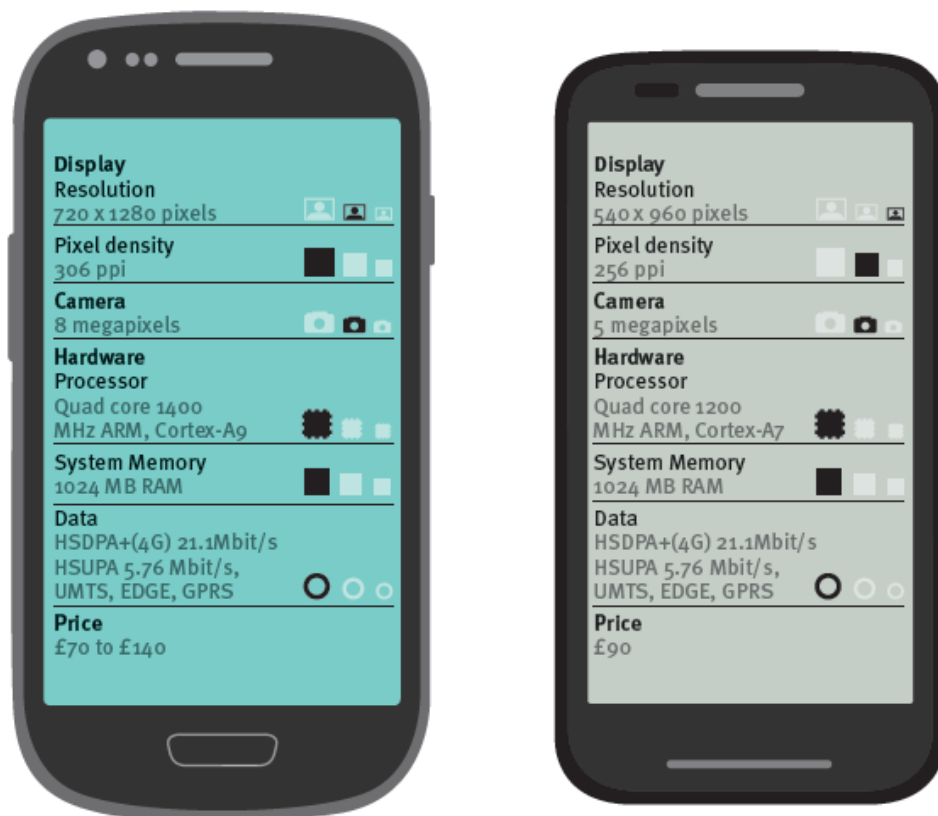 Display
Resolution
720 x 1280 pixels
Pixel density
306 ppi
Camera
8 megapixels
Hardware
Processor
Quad core 1400
MHz ARM, Cortex-A9
System Memory
1024 MB RAM
Data
HSDPA+(4G) 21.1Mbit/s
HSUPA 5.76 Mbit/s,
UMTS, EDGE, GPRS
Price
£70 to £140
Display
Resolution
540 x 960 pixels
Pixel density
256 ppi
Camera
5 megapixels
Hardware
Processor
Quad core 1200
MHz ARM, Cortex-A7
System Memory
1024 MB RAM
Data
HSDPA+(4G) 21.1Mbit/s
HSUPA 5.76 Mbit/s,
UMTS, EDGE, GPRS
Price
£90